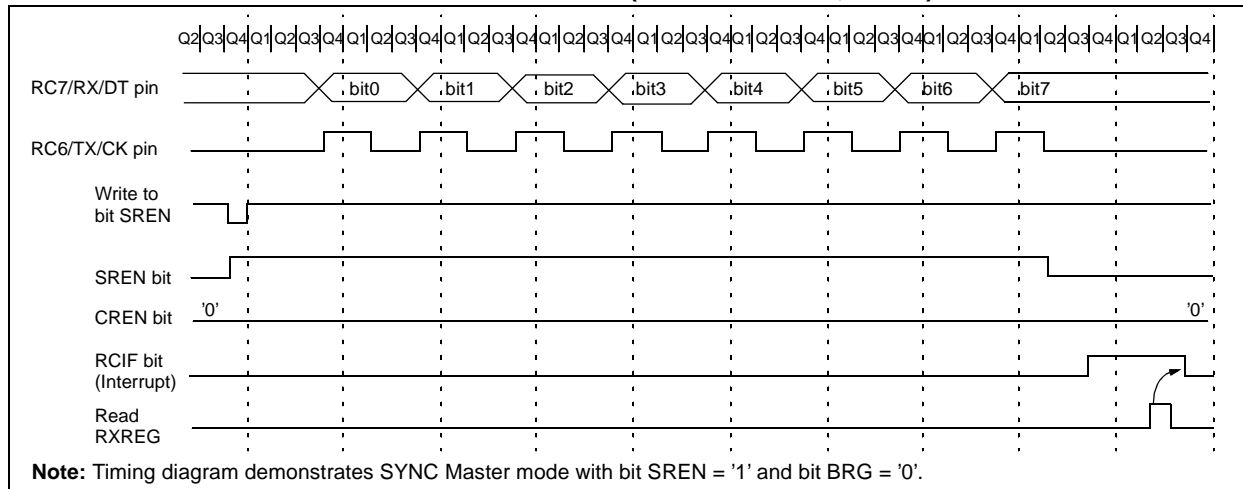 Q2 Q3 Q4 Q1 Q2 Q3 Q4 Q1 Q2 Q3 Q4 Q1 Q2 Q3 Q4 Q1 Q2 Q3 Q4 Q1 Q2 Q3 Q4 Q1 Q2 Q3 Q4 Q1 Q2 Q3 Q4 Q1 Q2 Q3 Q4 Q1 Q2 Q3 Q4 Q1 Q2 Q3 Q4
RC7/RX/DT pin bit0 bit1 bit2 bit3 bit4 bit5 bit6 bit7
RC6/TX/CK pin
Write to
bit SREN
SREN bit
CREN bit '0' '0'
RCIF bit
(Interrupt)
Read
RXREG
Note: Timing diagram demonstrates SYNC Master mode with bit SREN = '1' and bit BRG = '0'.